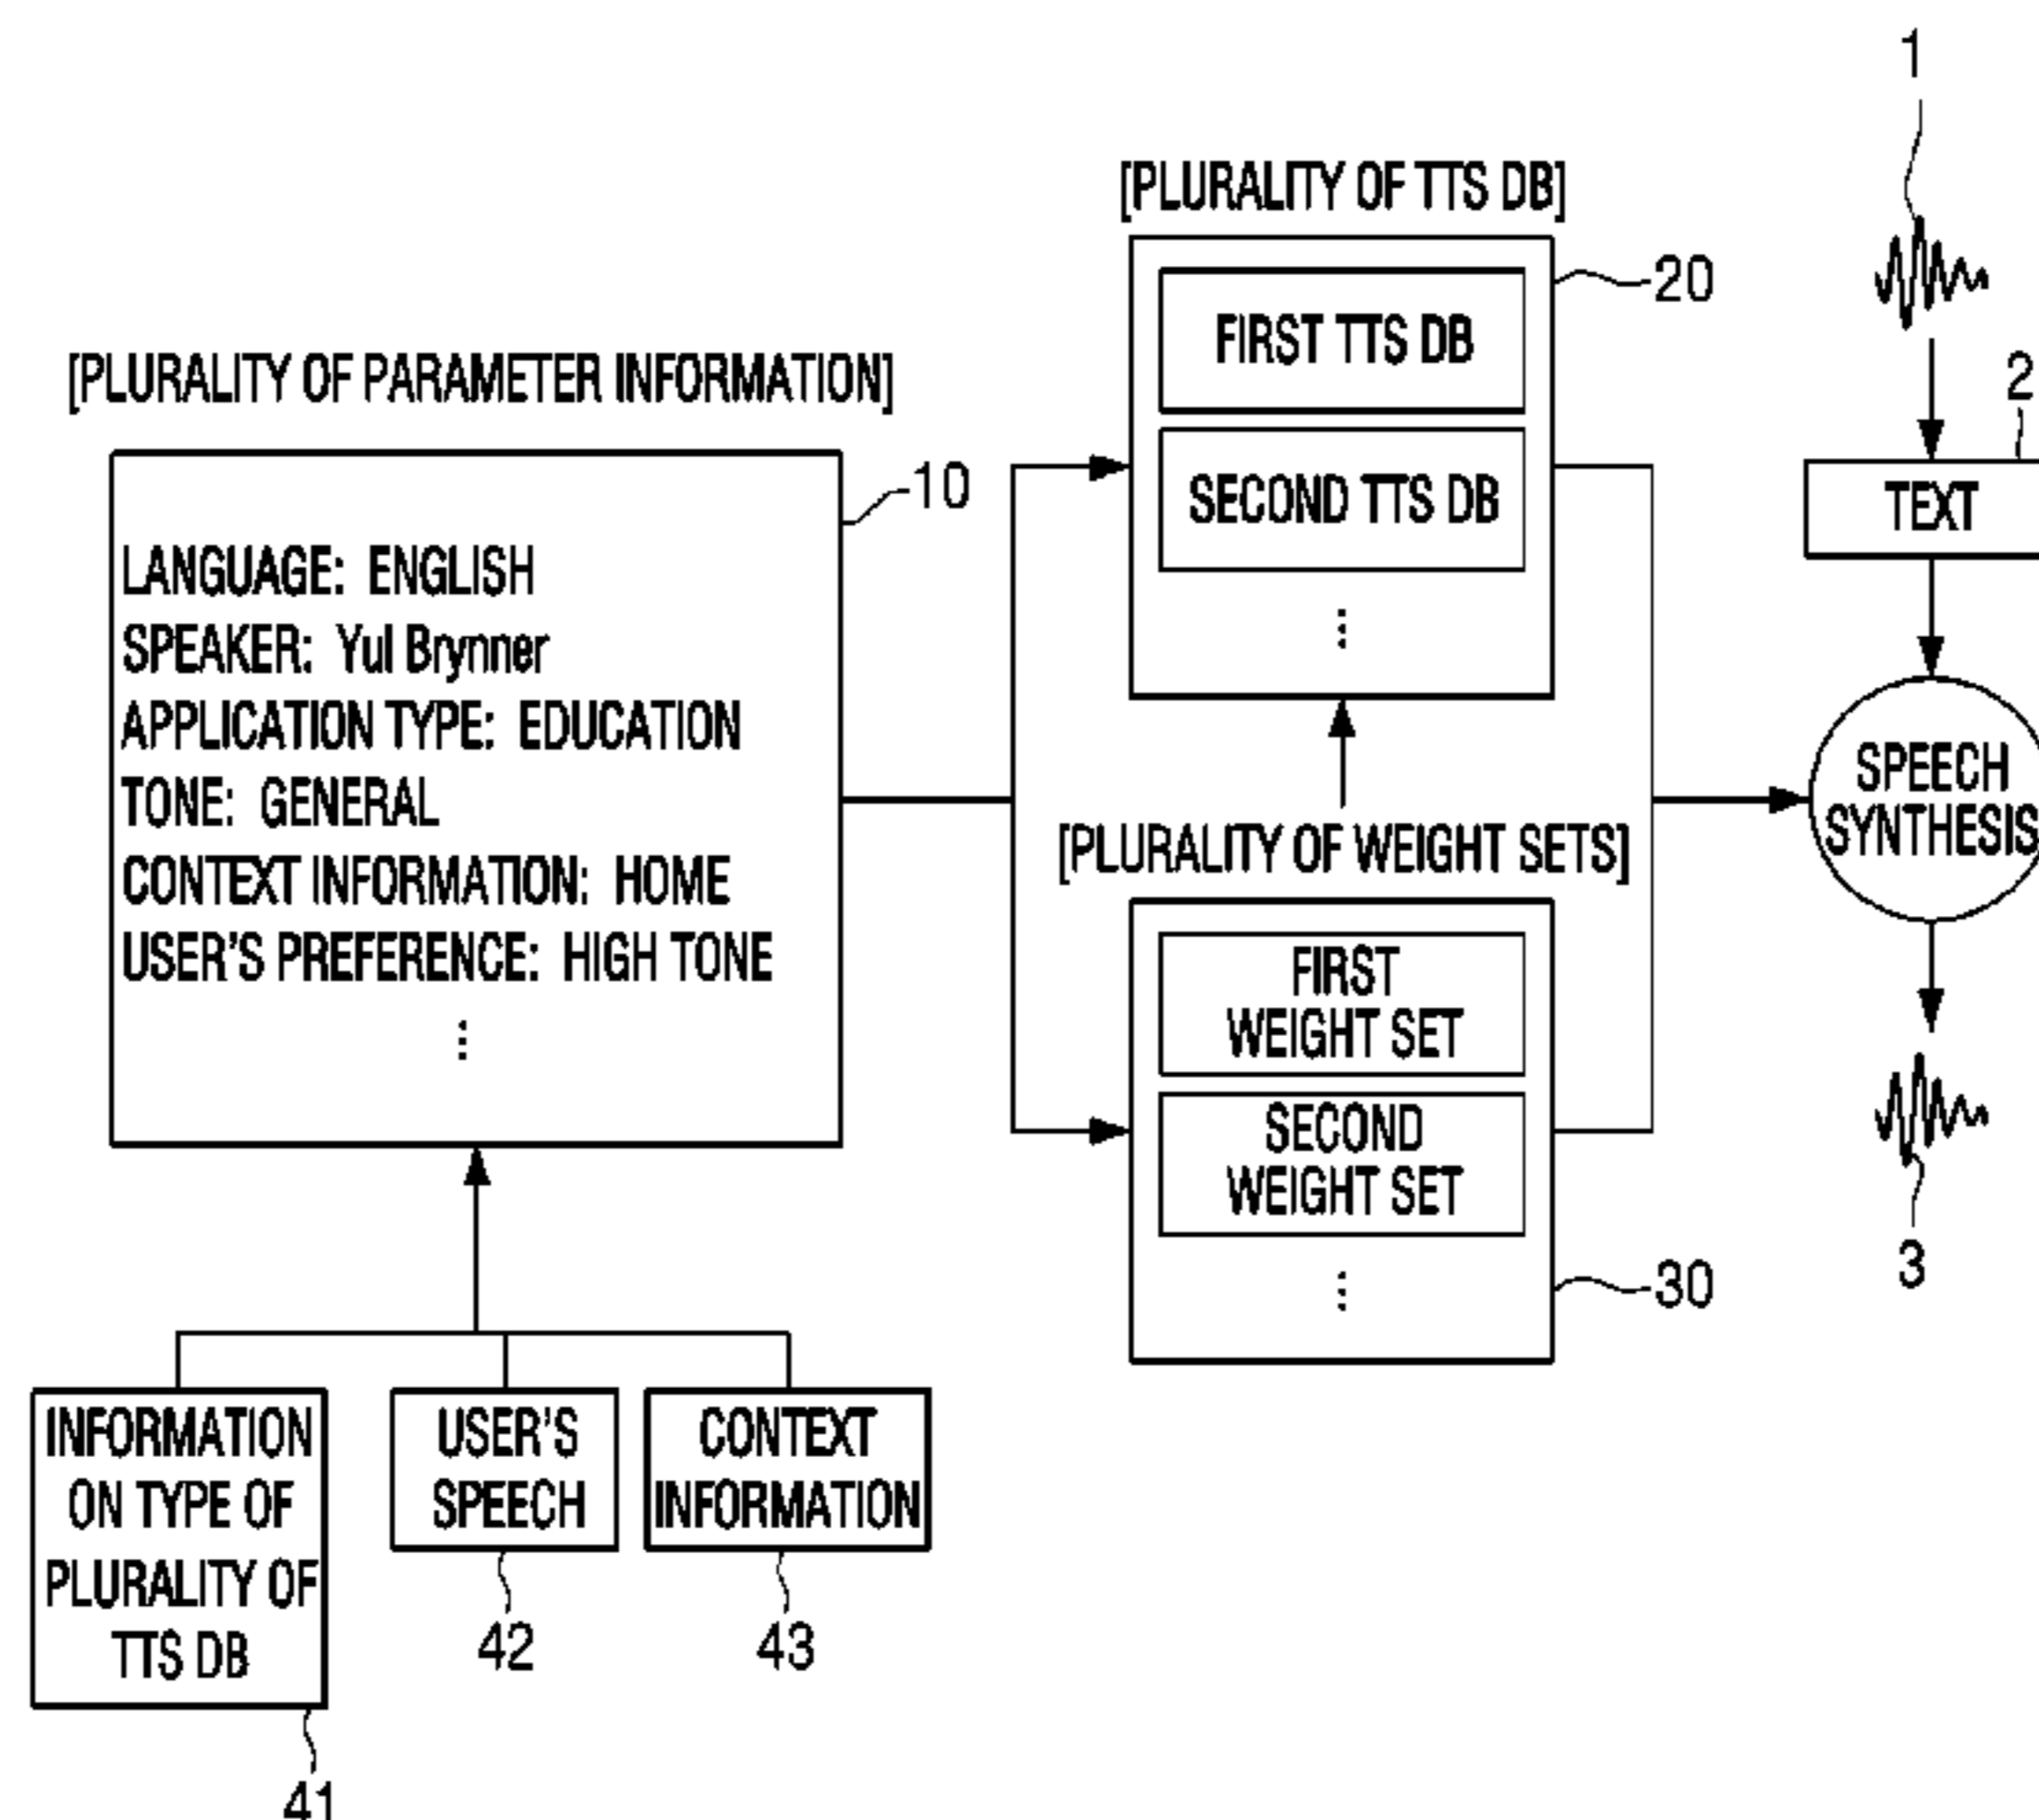 1
[PLURALITY OF TTS DB]
20
FIRST TTS DB
SECOND TTS DB
⋮
2
TEXT
[PLURALITY OF PARAMETER INFORMATION]
10
LANGUAGE: ENGLISH
SPEAKER: Yul Brynner
APPLICATION TYPE: EDUCATION
TONE: GENERAL
CONTEXT INFORMATION: HOME
USER'S PREFERENCE: HIGH TONE
⋮
SPEECH
SYNTHESIS
[PLURALITY OF WEIGHT SETS]
FIRST
WEIGHT SET
SECOND
WEIGHT SET
⋮
30
3
INFORMATION
ON TYPE OF
PLURALITY OF
TTS DB
41
USER'S
SPEECH
42
CONTEXT
INFORMATION
43